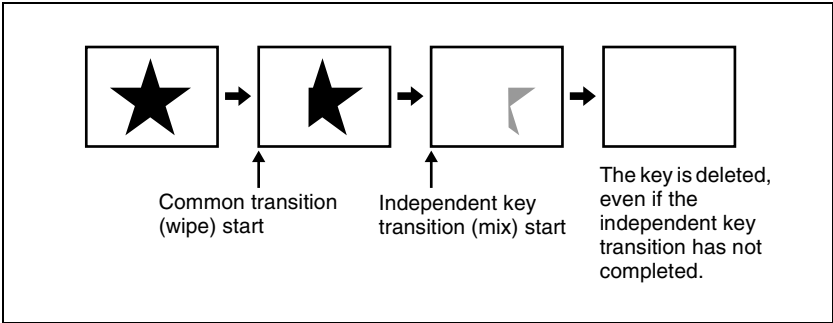 Common transition
(wipe) start
Independent key
transition (mix) start
The key is deleted,
even if the
independent key
transition has not
completed.